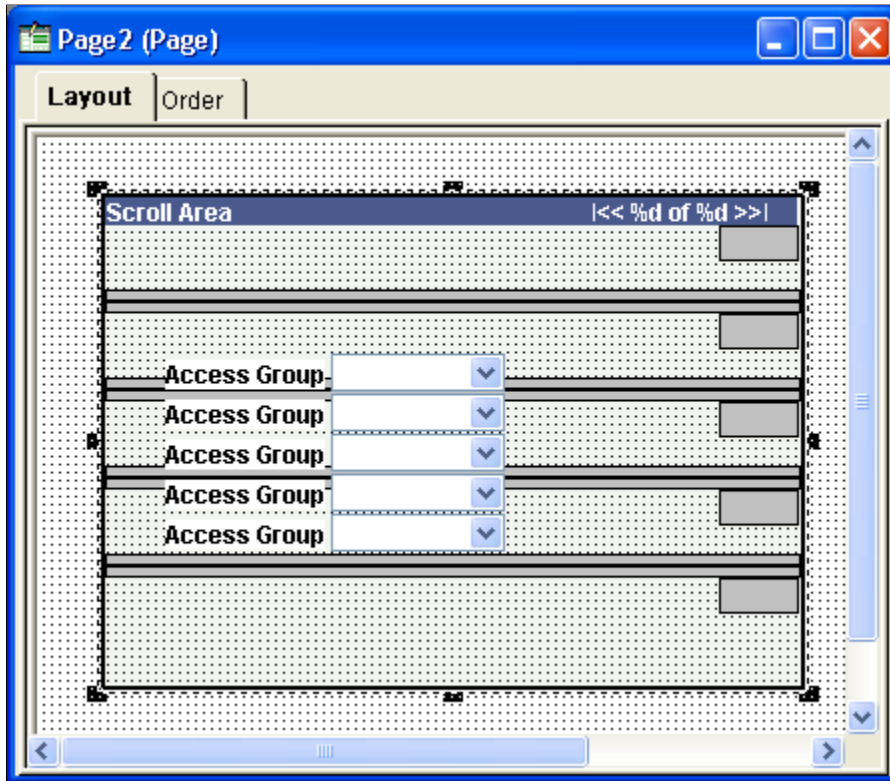 Page2 (Page)
Layout Order
Scroll Area |<< %d of %d >>|
Access Group
Access Group
Access Group
Access Group
Access Group